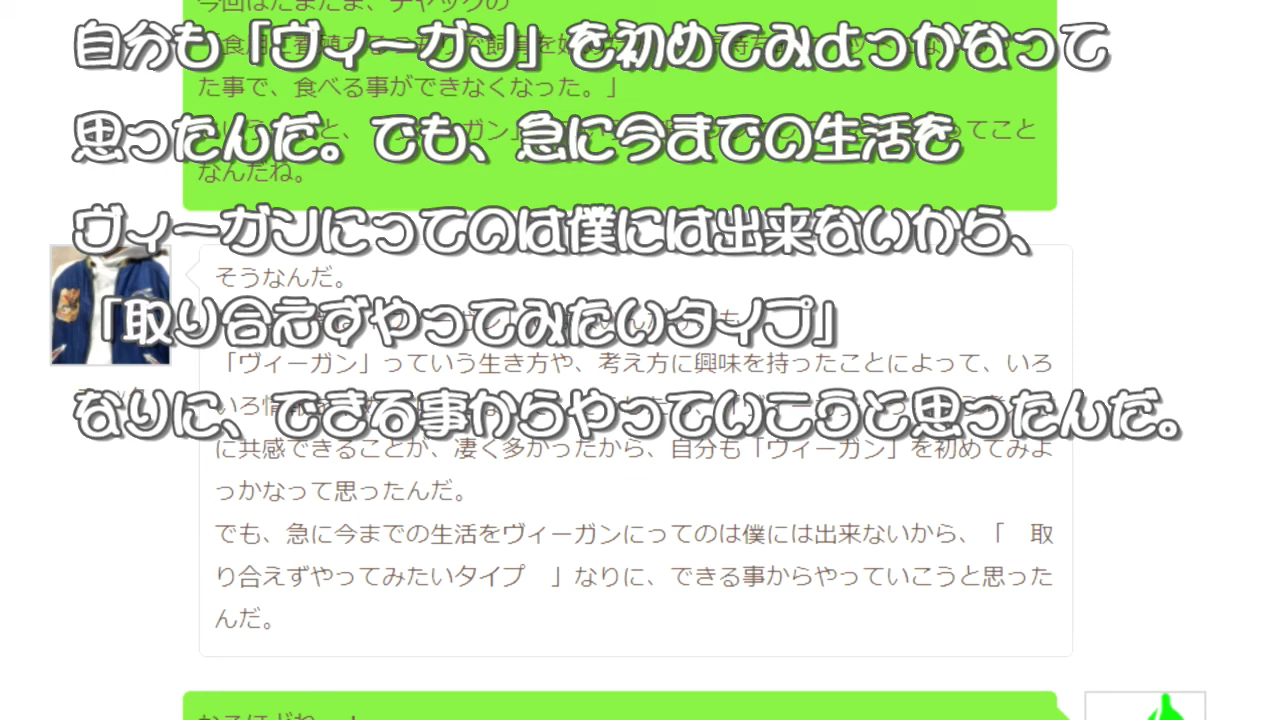 自分も「ヴィーガン」を初めてみよっかなって
思ったんだ。でも、急に今までの生活を
ヴィーガンにってのは僕には出来ないから、
「取り合えずやってみたいタイプ」
なりに、できる事からやっていこうと思ったんだ。
た事で、食べる事ができなくなった。」
なんだね。
そうなんだ。
「ヴィーガン」っていう生き方や、考え方に興味を持ったことによって、いろ
に共感できることが、凄く多かったから、自分も「ヴィーガン」を初めてみよ
っかなって思ったんだ。
でも、急に今までの生活をヴィーガンにってのは僕には出来ないから、「　取
り合えずやってみたいタイプ　」なりに、できる事からやっていこうと思った
んだ。